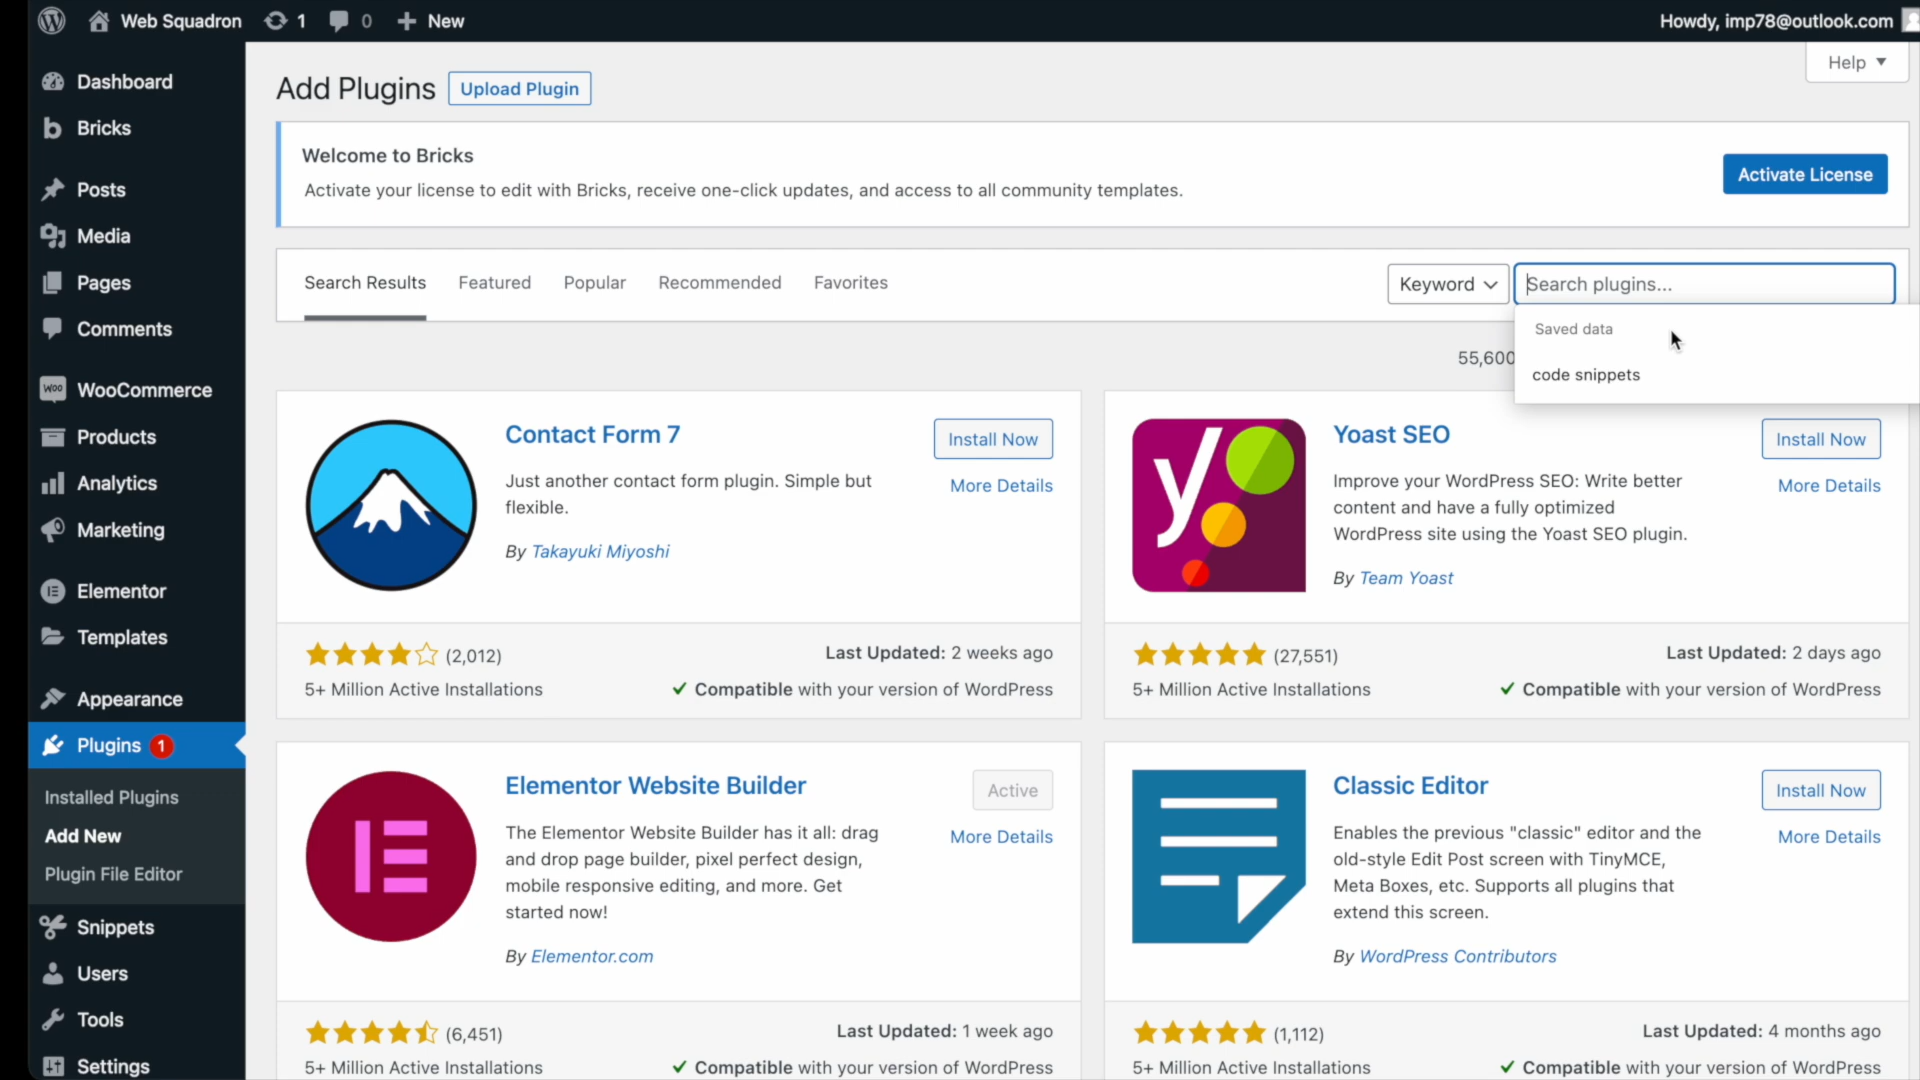 Web Squadron 1 0 New Howdy, imp78@outlook.com
Help
Dashboard
Bricks
Posts
Media
Pages
Comments
WOO WooCommerce
Products
Analytics
Marketing
Elementor
Templates
Appearance
Plugins 1
Installed Plugins
Add New
Plugin File Editor
Snippets
Users
Tools
Settings
Add Plugins Upload Plugin
Welcome to Bricks
Activate your license to edit with Bricks, receive one-click updates, and access to all community templates.
Activate License
Search Results Featured Popular Recommended Favorites Keyword Search plugins...
Saved data
code snippets
55,600
Contact Form 7
Install Now
More Details
Just another contact form plugin. Simple but
flexible.
By Takayuki Miyoshi
(2,012)
Last Updated: 2 weeks ago
5+ Million Active Installations
✓ Compatible with your version of WordPress
Yoast SEO
Install Now
More Details
Improve your WordPress SEO: Write better
content and have a fully optimized
WordPress site using the Yoast SEO plugin.
By Team Yoast
(27,551)
Last Updated: 2 days ago
5+ Million Active Installations
✓ Compatible with your version of WordPress
Elementor Website Builder
Active
More Details
The Elementor Website Builder has it all: drag
and drop page builder, pixel perfect design,
mobile responsive editing, and more. Get
started now!
By Elementor.com
(6,451)
Last Updated: 1 week ago
5+ Million Active Installations
✓ Compatible with your version of WordPress
Classic Editor
Install Now
More Details
Enables the previous "classic" editor and the
old-style Edit Post screen with TinyMCE,
Meta Boxes, etc. Supports all plugins that
extend this screen.
By WordPress Contributors
(1,112)
Last Updated: 4 months ago
5+ Million Active Installations
✓ Compatible with your version of WordPress